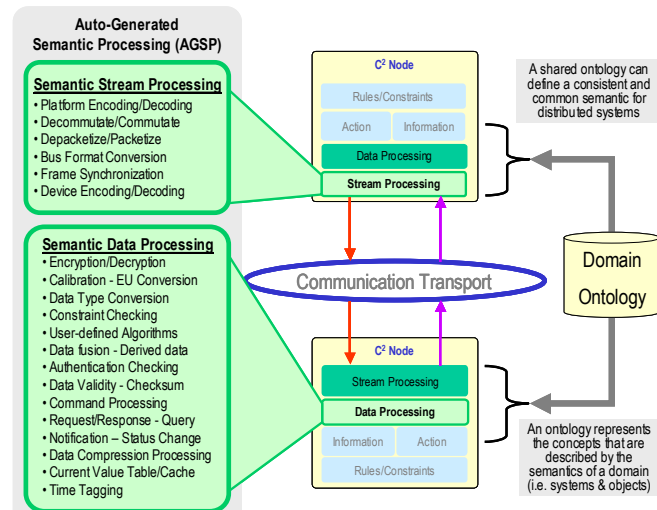 Auto-Generated
Semantic Processing (AGSP)
Semantic Stream Processing
• Platform Encoding/Decoding
• Decommutate/Commutate
• Depacketize/Packetize
• Bus Format Conversion
• Frame Synchronization
• Device Encoding/Decoding
Semantic Data Processing
• Encryption/Decryption
• Calibration - EU Conversion
• Data Type Conversion
• Constraint Checking
• User-defined Algorithms
• Data fusion - Derived data
• Authentication Checking
• Data Validity - Checksum
• Command Processing
• Request/Response - Query
• Notification – Status Change
• Data Compression Processing
• Current Value Table/Cache
• Time Tagging
C² Node
Rules/Constraints
Action Information
Data Processing
Stream Processing
Communication Transport
C² Node
Stream Processing
Data Processing
Information Action
Rules/Constraints
A shared ontology can
define a consistent and
common semantic for
distributed systems
Domain
Ontology
An ontology represents
the concepts that are
described by the
semantics of a domain
(i.e. systems & objects)